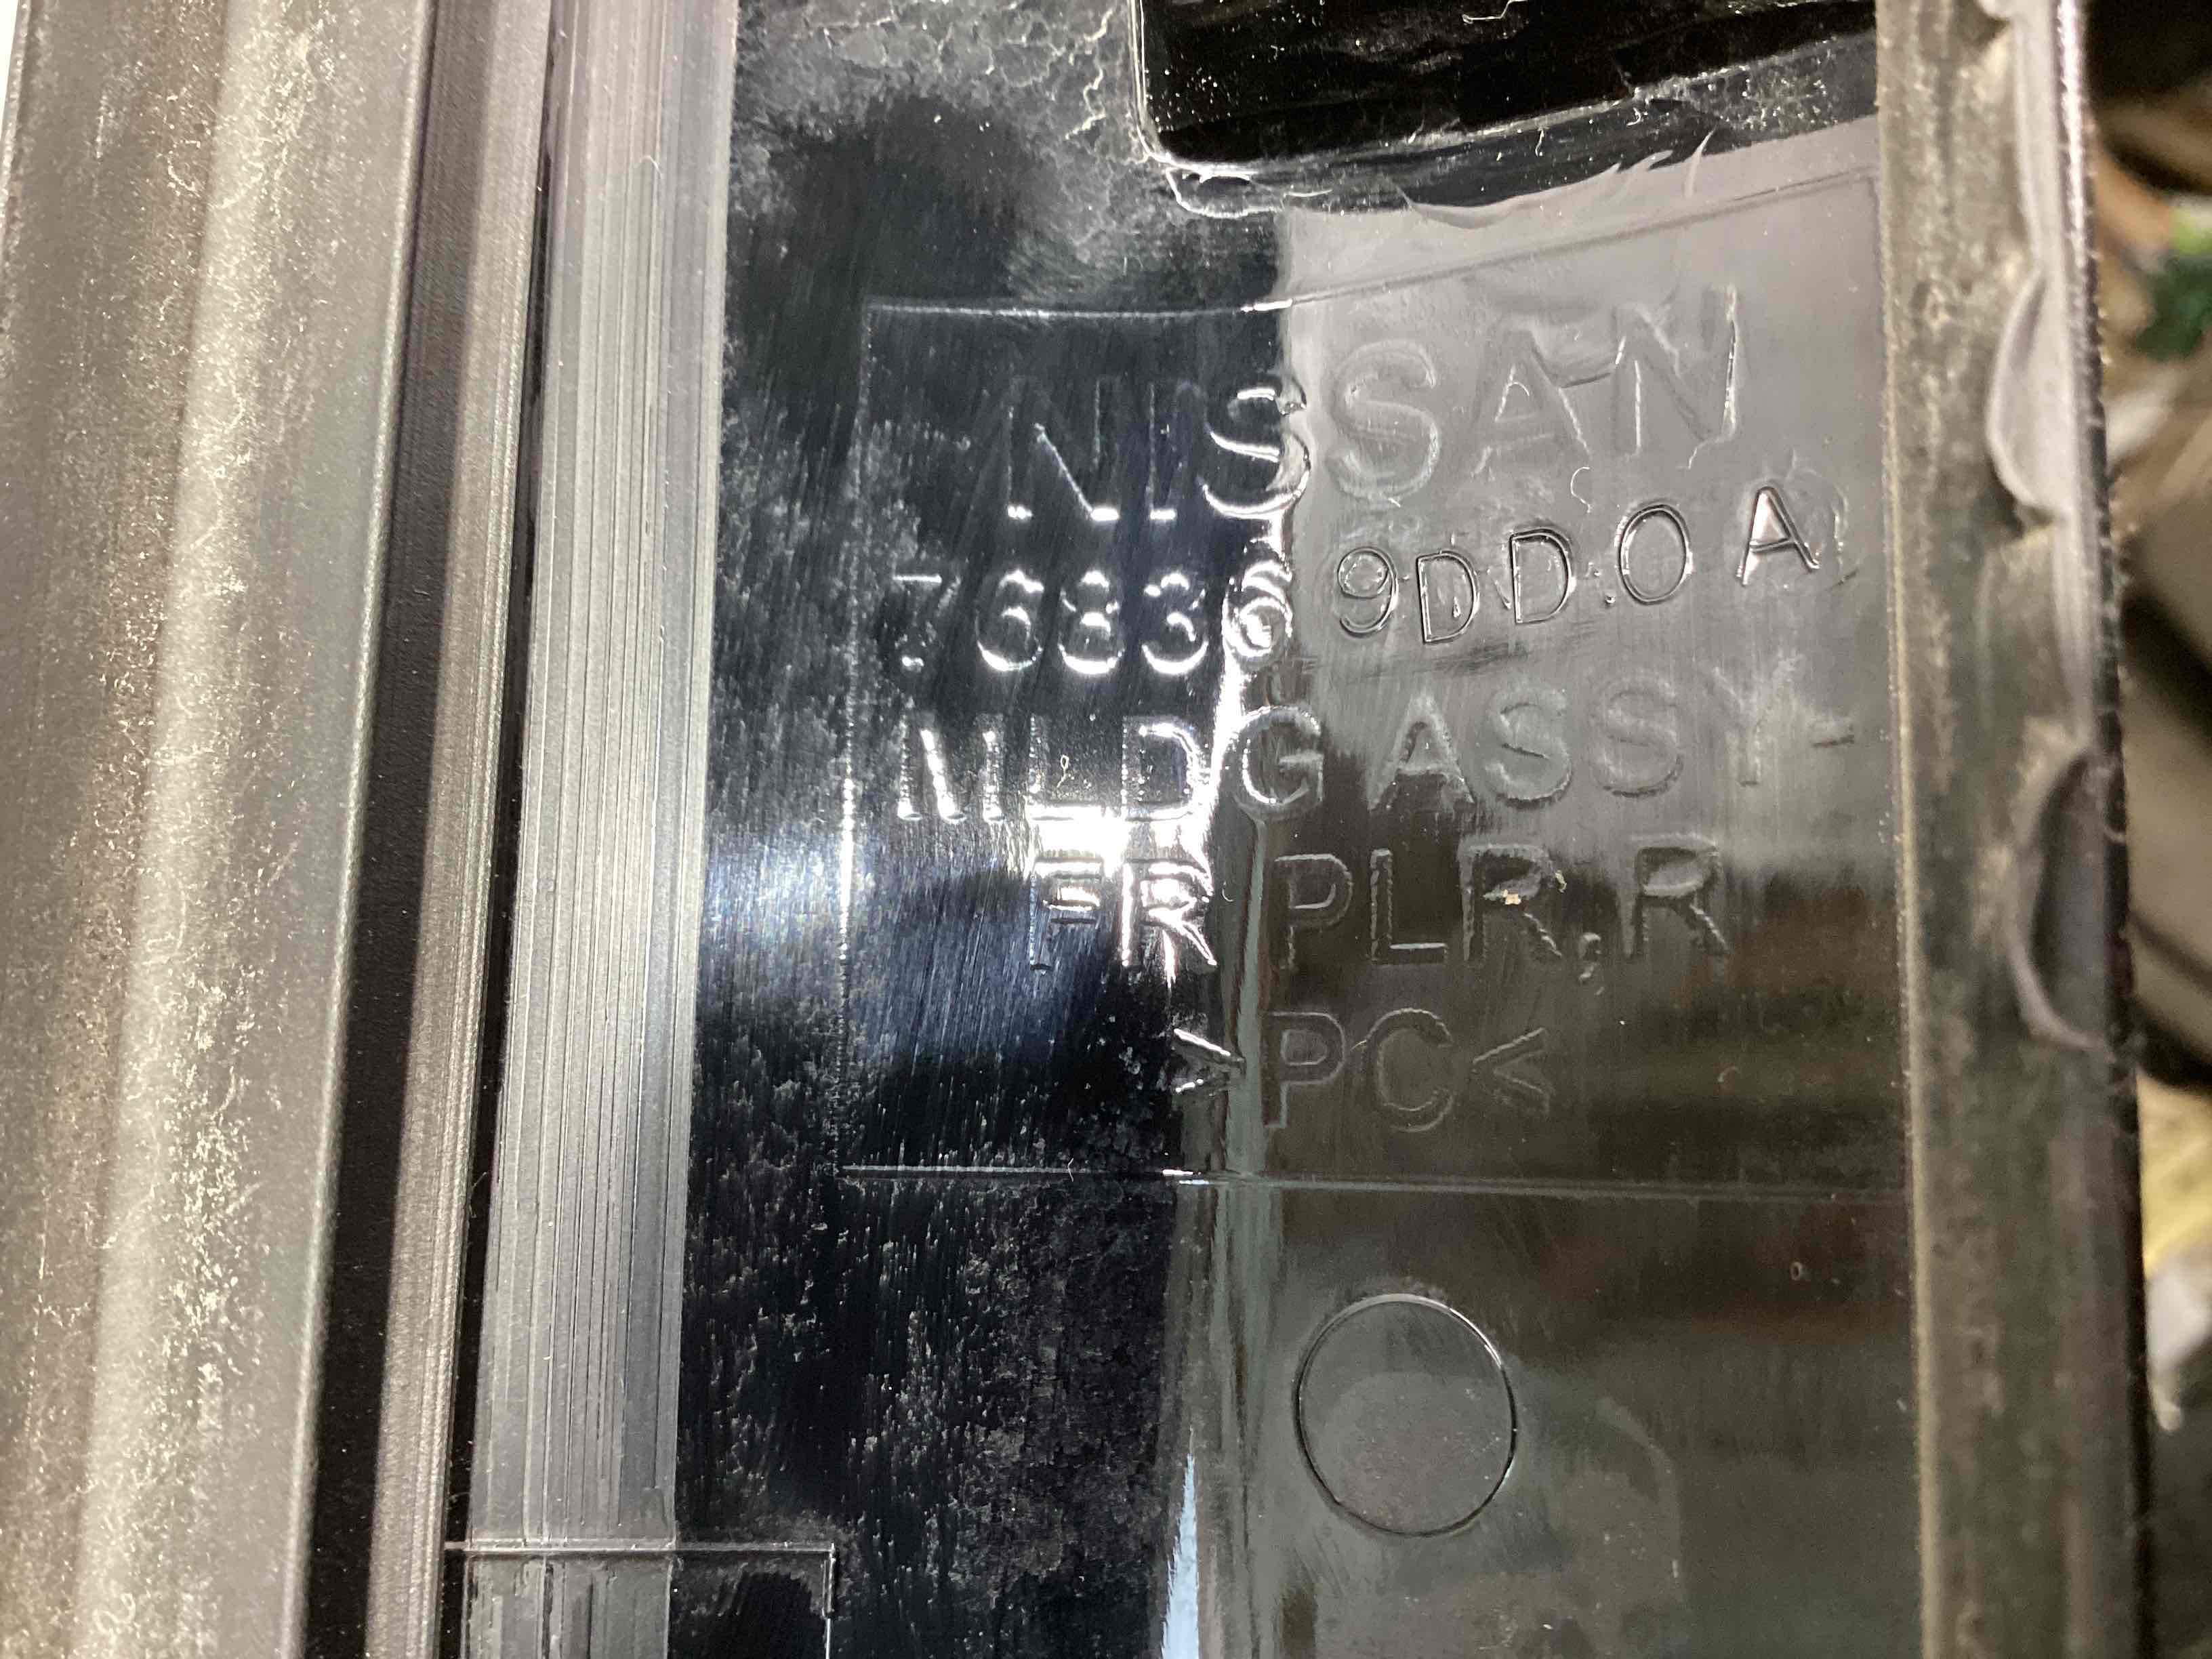 NISSAN
76836 9DD0A
MLDG ASSY-
FR PLR,R
>PC<